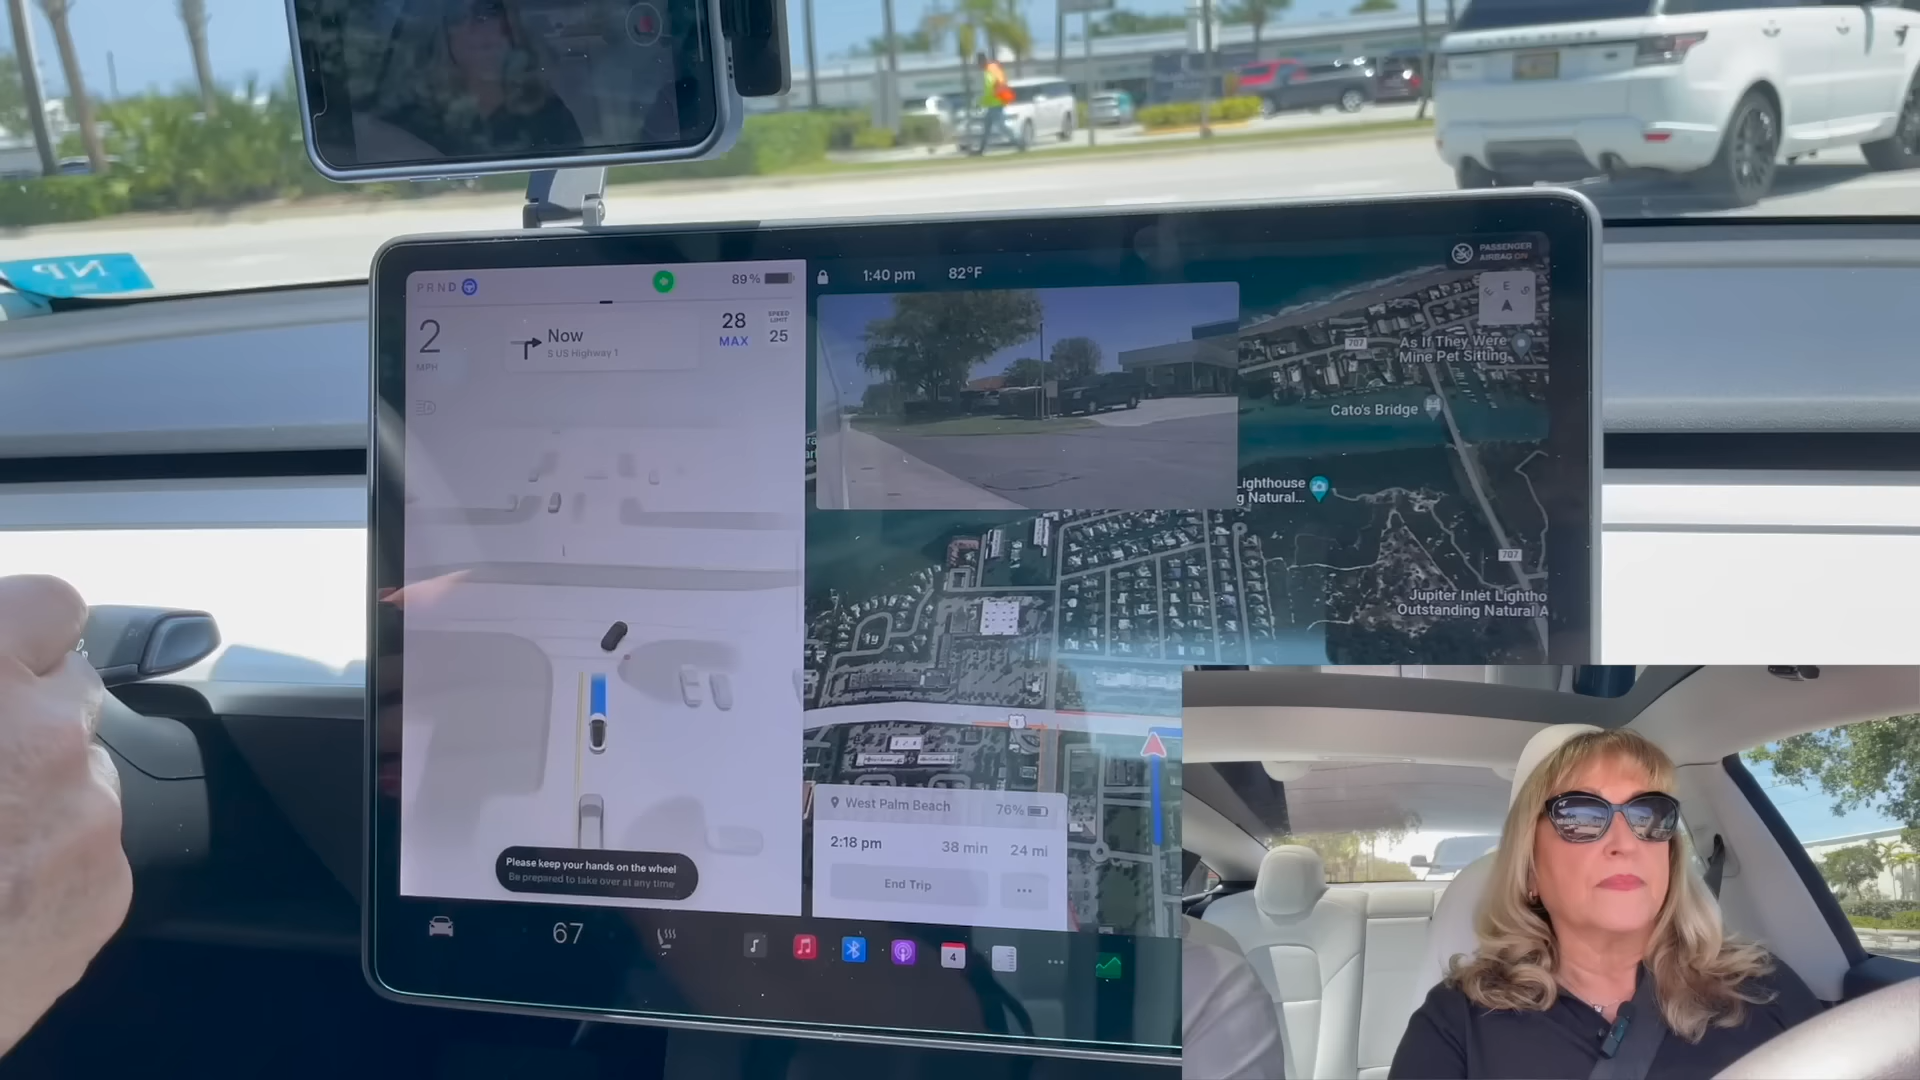 PRND
89%
1:40 pm
82°F
PASSENGER
AIRBAG ON
2
MPH
Now
S US Highway 1
28
MAX
SPEED
LIMIT
25
E
E
S
707
As If They Were
Mine Pet Sitting
Cato's Bridge
Lighthouse
g Natural...
707
Jupiter Inlet Lightho
Outstanding Natural A
1
West Palm Beach
76%
2:18 pm
38 min
24 mi
End Trip
...
Please keep your hands on the wheel
Be prepared to take over at any time
67
4